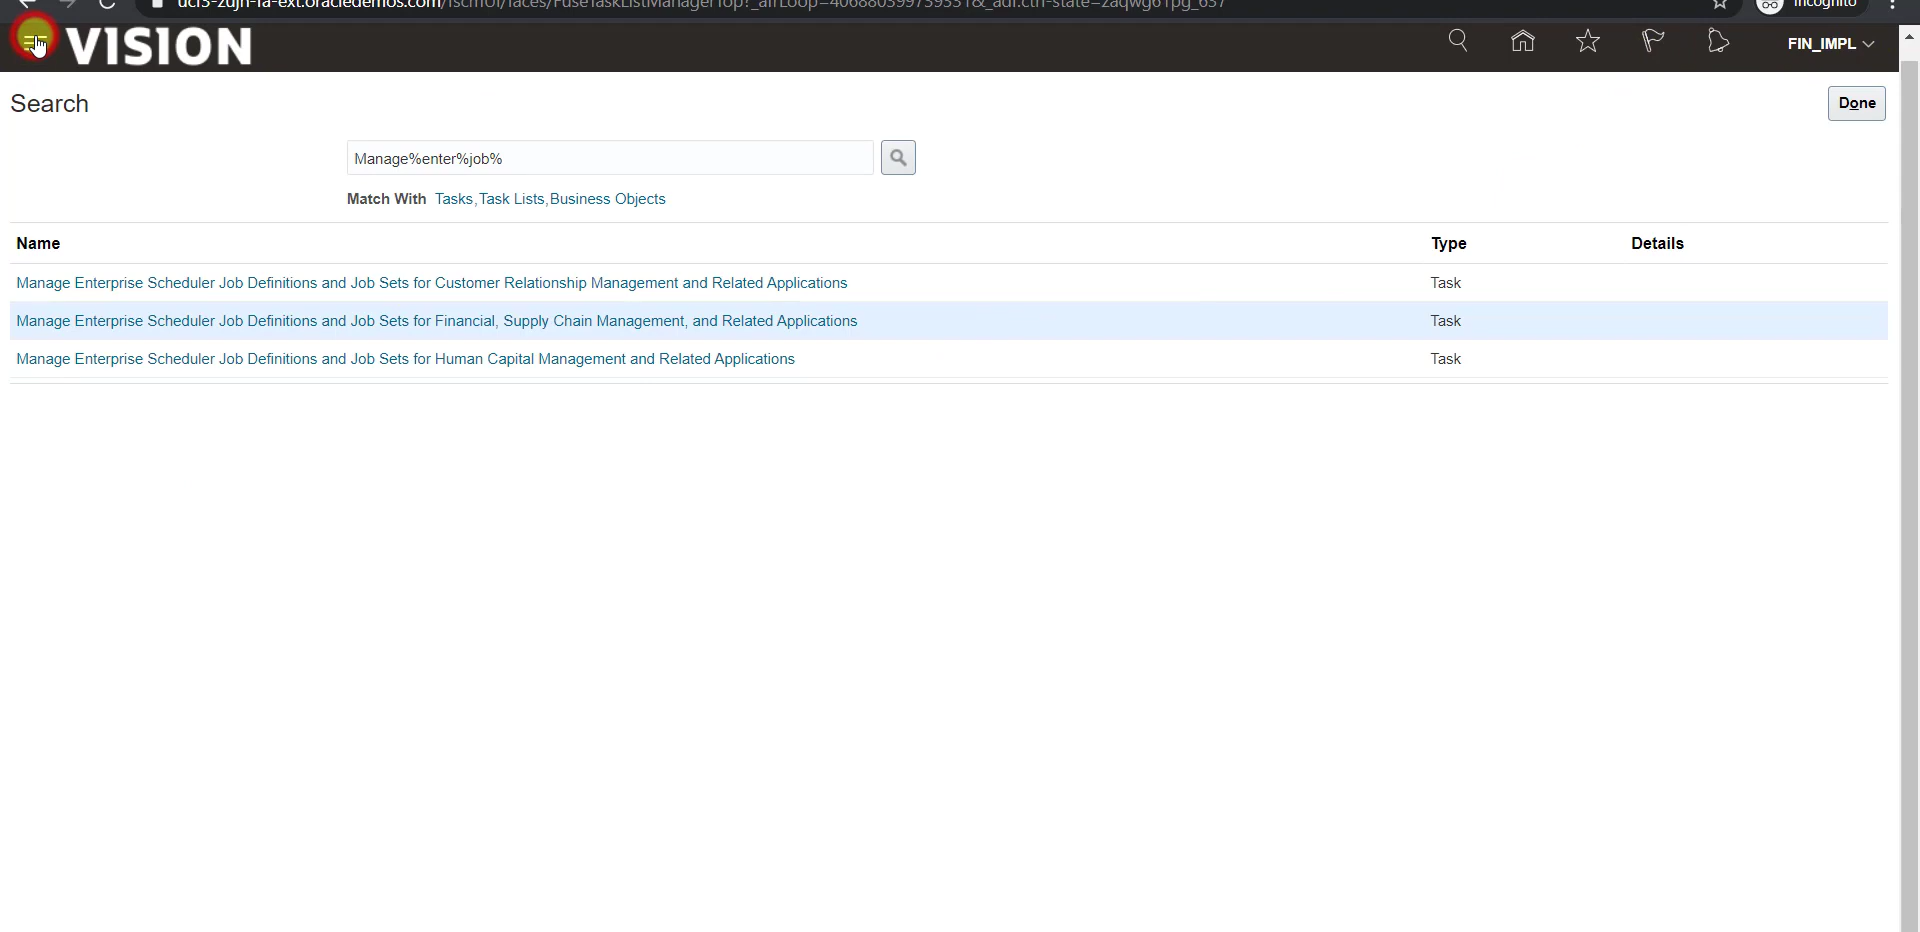 Incognito
VISION
FIN_IMPL
Search
Done
Manage%enter%job%
Match With Tasks,Task Lists,Business Objects
Name Type Details
Manage Enterprise Scheduler Job Definitions and Job Sets for Customer Relationship Management and Related Applications Task
Manage Enterprise Scheduler Job Definitions and Job Sets for Financial, Supply Chain Management, and Related Applications Task
Manage Enterprise Scheduler Job Definitions and Job Sets for Human Capital Management and Related Applications Task